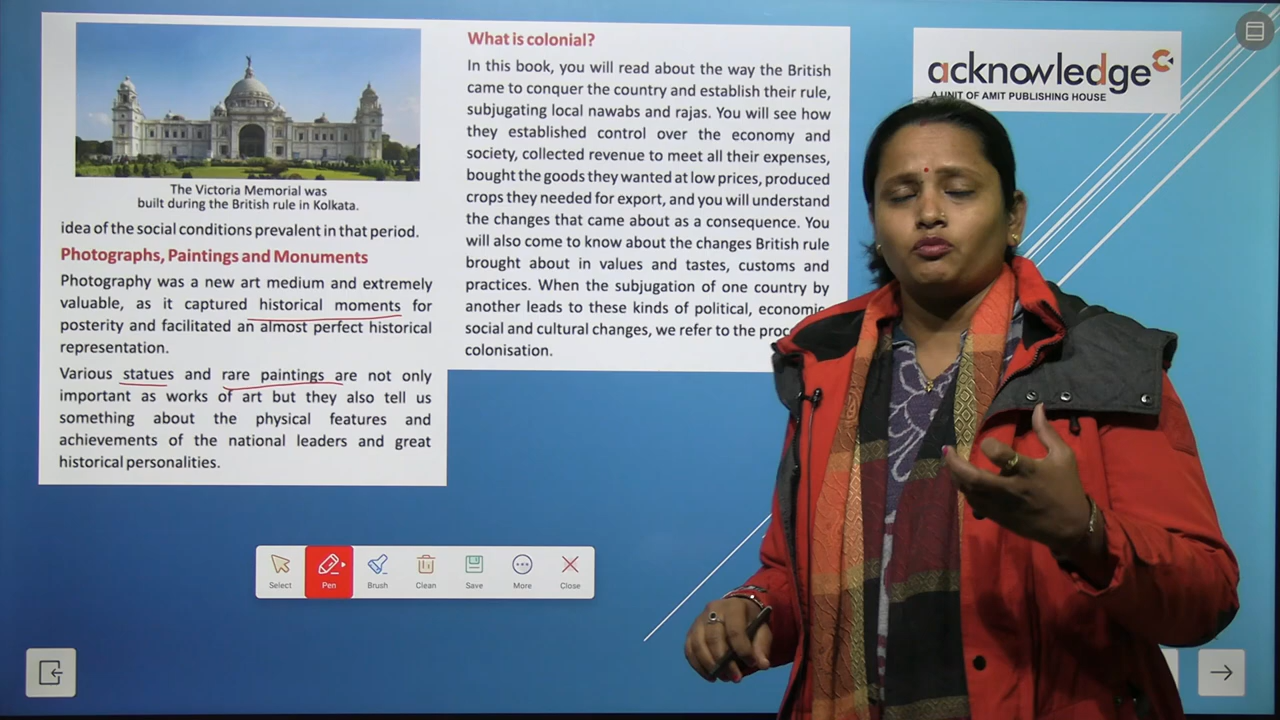 The Victoria Memorial was
built during the British rule in Kolkata.
idea of the social conditions prevalent in that period.
Photographs, Paintings and Monuments
Photography was a new art medium and extremely
valuable, as it captured historical moments for
posterity and facilitated an almost perfect historical
representation.
Various statues and rare paintings are not only
important as works of art but they also tell us
something about the physical features and
achievements of the national leaders and great
historical personalities.
What is colonial?
In this book, you will read about the way the British
came to conquer the country and establish their rule,
subjugating local nawabs and rajas. You will see how
they established control over the economy and
society, collected revenue to meet all their expenses,
bought the goods they wanted at low prices, produced
crops they needed for export, and you will understand
the changes that came about as a consequence. You
will also come to know about the changes British rule
brought about in values and tastes, customs and
practices. When the subjugation of one country by
another leads to these kinds of political, economic
social and cultural changes, we refer to the
colonisation.
acknowledge
A UNIT OF AMIT PUBLISHING HOUSE
Select
Pen
Brush
Clean
Save
More
Close